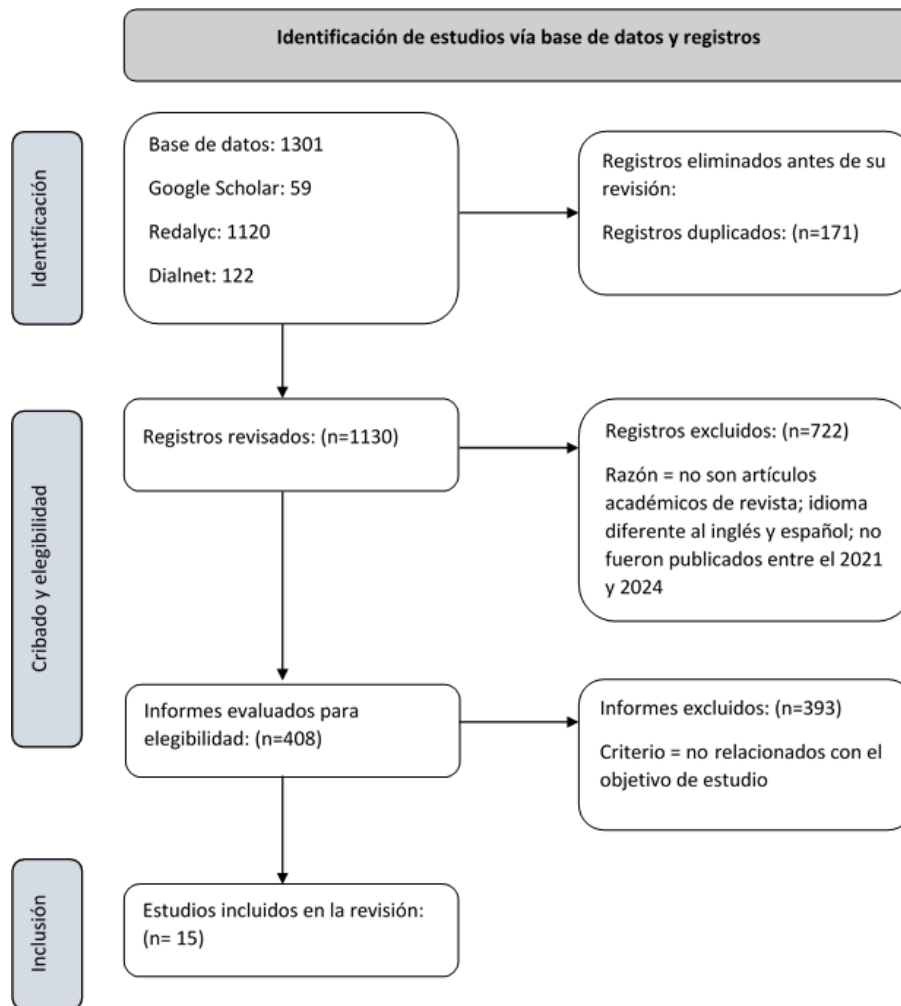 Identificación de estudios vía base de datos y registros
Identificación
Base de datos: 1301
Google Scholar: 59
Redalyc: 1120
Dialnet: 122
Registros eliminados antes de su
revisión:
Registros duplicados: (n=171)
Cribado y elegibilidad
Registros revisados: (n=1130)
Registros excluidos: (n=722)
Razón = no son artículos
académicos de revista; idioma
diferente al inglés y español; no
fueron publicados entre el 2021
y 2024
Informes evaluados para
elegibilidad: (n=408)
Informes excluidos: (n=393)
Criterio = no relacionados con el
objetivo de estudio
Inclusión
Estudios incluidos en la revisión:
(n= 15)